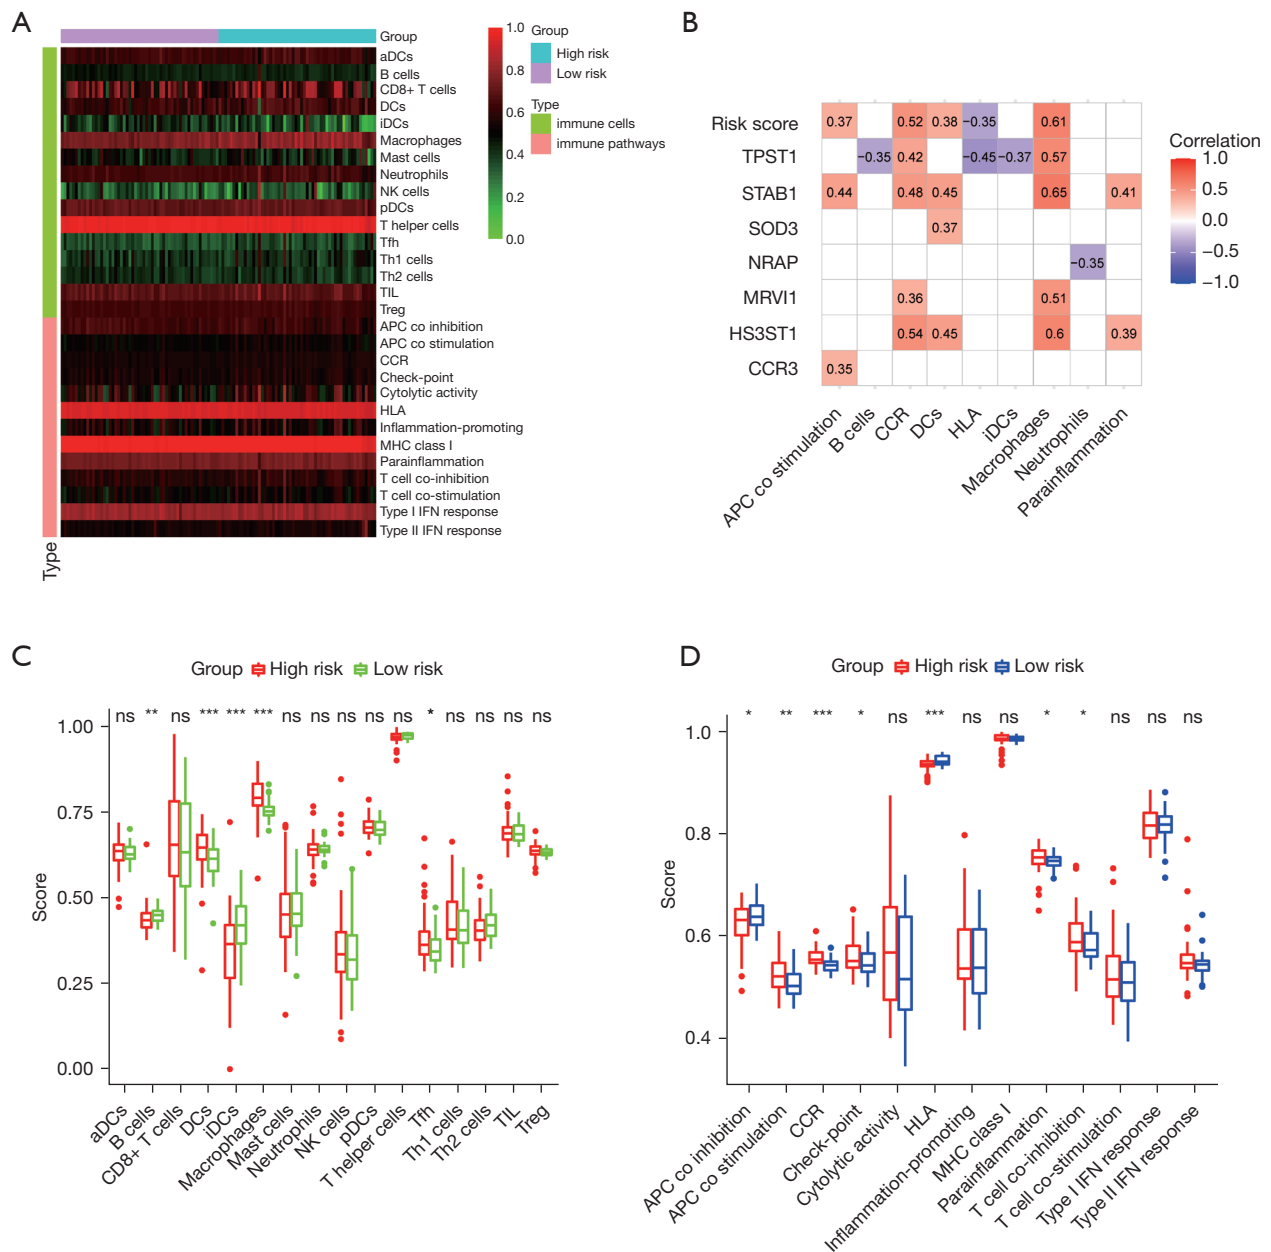 A
Group
aDCs
B cells
CD8+ T cells
DCs
iDCs
Macrophages
Mast cells
Neutrophils
NK cells
pDCs
T helper cells
Tfh
Th1 cells
Th2 cells
TIL
Treg
APC co inhibition
APC co stimulation
CCR
Check-point
Cytolytic activity
HLA
Inflammation-promoting
MHC class I
Parainflammation
T cell co-inhibition
T cell co-stimulation
Type I IFN response
Type II IFN response
Type
1.0
0.8
0.6
0.4
0.2
0.0
Group
High risk
Low risk
Type
immune cells
immune pathways
B
Risk score 0.37 0.52 0.38 −0.35 0.61
TPST1 −0.35 0.42 −0.45 −0.37 0.57
STAB1 0.44 0.48 0.45 0.65 0.41
SOD3 0.37
NRAP −0.35
MRVI1 0.36 0.51
HS3ST1 0.54 0.45 0.6 0.39
CCR3 0.35
APC co stimulation
B cells
CCR
DCs
HLA
iDCs
Macrophages
Neutrophils
Parainflammation
Correlation
1.0
0.5
0.0
−0.5
−1.0
C
Group High risk Low risk
ns ** ns *** *** *** ns ns ns ns ns * ns ns ns ns
Score
1.00
0.75
0.50
0.25
0.00
aDCs
B cells
CD8+ T cells
DCs
iDCs
Macrophages
Mast cells
Neutrophils
NK cells
pDCs
T helper cells
Tfh
Th1 cells
Th2 cells
TIL
Treg
D
Group High risk Low risk
* ** *** * ns *** ns ns * * ns ns ns
Score
1.0
0.8
0.6
0.4
APC co inhibition
APC co stimulation
CCR
Check-point
Cytolytic activity
HLA
Inflammation-promoting
MHC class I
Parainflammation
T cell co-inhibition
T cell co-stimulation
Type I IFN response
Type II IFN response